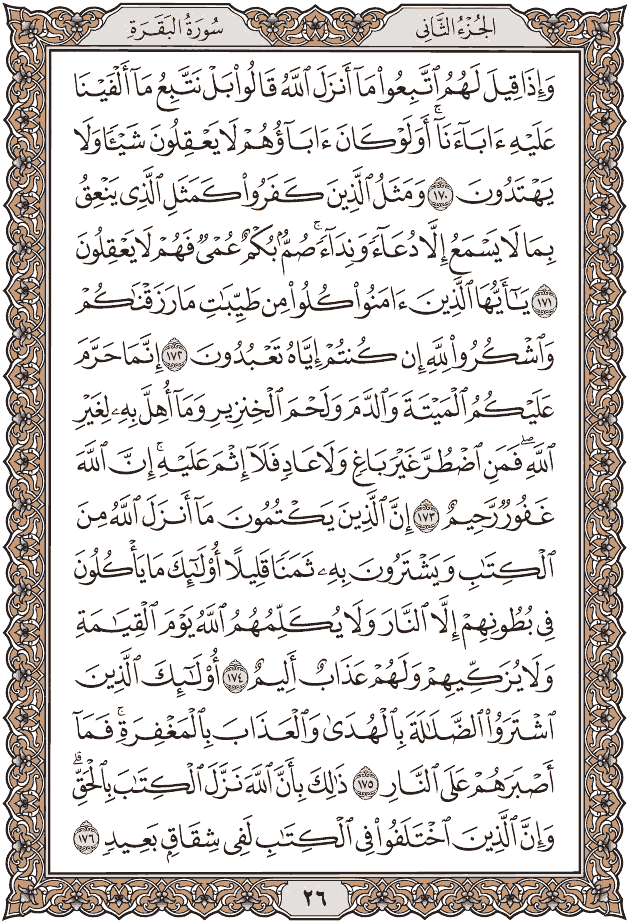 الجُزْءُ الثَّانِي
سُورَةُ البَقَرَةِ
وَإِذَا قِيلَ لَهُمُ ٱتَّبِعُوا۟ مَآ أَنزَلَ ٱللَّهُ قَالُوا۟ بَلْ نَتَّبِعُ مَآ أَلْفَيْنَا
عَلَيْهِ ءَابَآءَنَآ ۗ أَوَلَوْ كَانَ ءَابَآؤُهُمْ لَا يَعْقِلُونَ شَيْـًٔا وَلَا
يَهْتَدُونَ ١٧٠ وَمَثَلُ ٱلَّذِينَ كَفَرُوا۟ كَمَثَلِ ٱلَّذِى يَنْعِقُ
بِمَا لَا يَسْمَعُ إِلَّا دُعَآءً وَنِدَآءً ۚ صُمٌّۢ بُكْمٌ عُمْىٌ فَهُمْ لَا يَعْقِلُونَ
١٧١ يَـٰٓأَيُّهَا ٱلَّذِينَ ءَامَنُوا۟ كُلُوا۟ مِن طَيِّبَـٰتِ مَا رَزَقْنَـٰكُمْ
وَٱشْكُرُوا۟ لِلَّهِ إِن كُنتُمْ إِيَّاهُ تَعْبُدُونَ ١٧٢ إِنَّمَا حَرَّمَ
عَلَيْكُمُ ٱلْمَيْتَةَ وَٱلدَّمَ وَلَحْمَ ٱلْخِنزِيرِ وَمَآ أُهِلَّ بِهِۦ لِغَيْرِ
ٱللَّهِ ۖ فَمَنِ ٱضْطُرَّ غَيْرَ بَاغٍ وَلَا عَادٍ فَلَآ إِثْمَ عَلَيْهِ ۚ إِنَّ ٱللَّهَ
غَفُورٌ رَّحِيمٌ ١٧٣ إِنَّ ٱلَّذِينَ يَكْتُمُونَ مَآ أَنزَلَ ٱللَّهُ مِنَ
ٱلْكِتَـٰبِ وَيَشْتَرُونَ بِهِۦ ثَمَنًا قَلِيلًا أُو۟لَـٰٓئِكَ مَا يَأْكُلُونَ
فِى بُطُونِهِمْ إِلَّا ٱلنَّارَ وَلَا يُكَلِّمُهُمُ ٱللَّهُ يَوْمَ ٱلْقِيَـٰمَةِ
وَلَا يُزَكِّيهِمْ وَلَهُمْ عَذَابٌ أَلِيمٌ ١٧٤ أُو۟لَـٰٓئِكَ ٱلَّذِينَ
ٱشْتَرَوُا۟ ٱلضَّلَـٰلَةَ بِٱلْهُدَىٰ وَٱلْعَذَابَ بِٱلْمَغْفِرَةِ ۚ فَمَآ
أَصْبَرَهُمْ عَلَى ٱلنَّارِ ١٧٥ ذَٰلِكَ بِأَنَّ ٱللَّهَ نَزَّلَ ٱلْكِتَـٰبَ بِٱلْحَقِّ ۗ
وَإِنَّ ٱلَّذِينَ ٱخْتَلَفُوا۟ فِى ٱلْكِتَـٰبِ لَفِى شِقَاقٍۭ بَعِيدٍ ١٧٦
٢٦